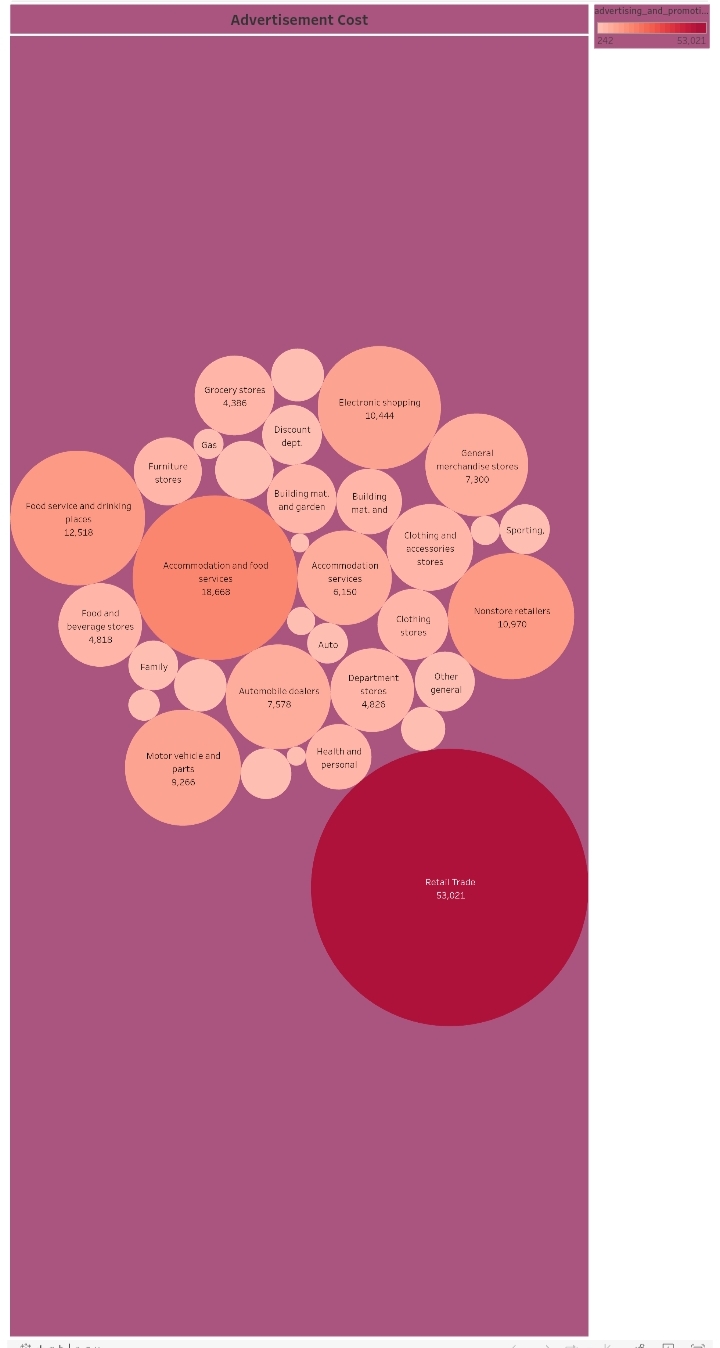 Advertisement Cost
advertising_and_promoti...
242 53,021
Grocery stores
4,386
Electronic shopping
10,444
Discount
dept.
Gas
General
merchandise stores
7,300
Furniture
stores
Building mat.
and garden
Building
mat. and
Food service and drinking
places
12,518
Sporting,
Clothing and
accessories
stores
Accommodation and food
services
18,668
Accommodation
services
6,150
Food and
beverage stores
4,818
Clothing
stores
Nonstore retailers
10,970
Auto
Family
Automobile dealers
7,578
Department
stores
4,826
Other
general
Motor vehicle and
parts
9,266
Health and
personal
Retail Trade
53,021